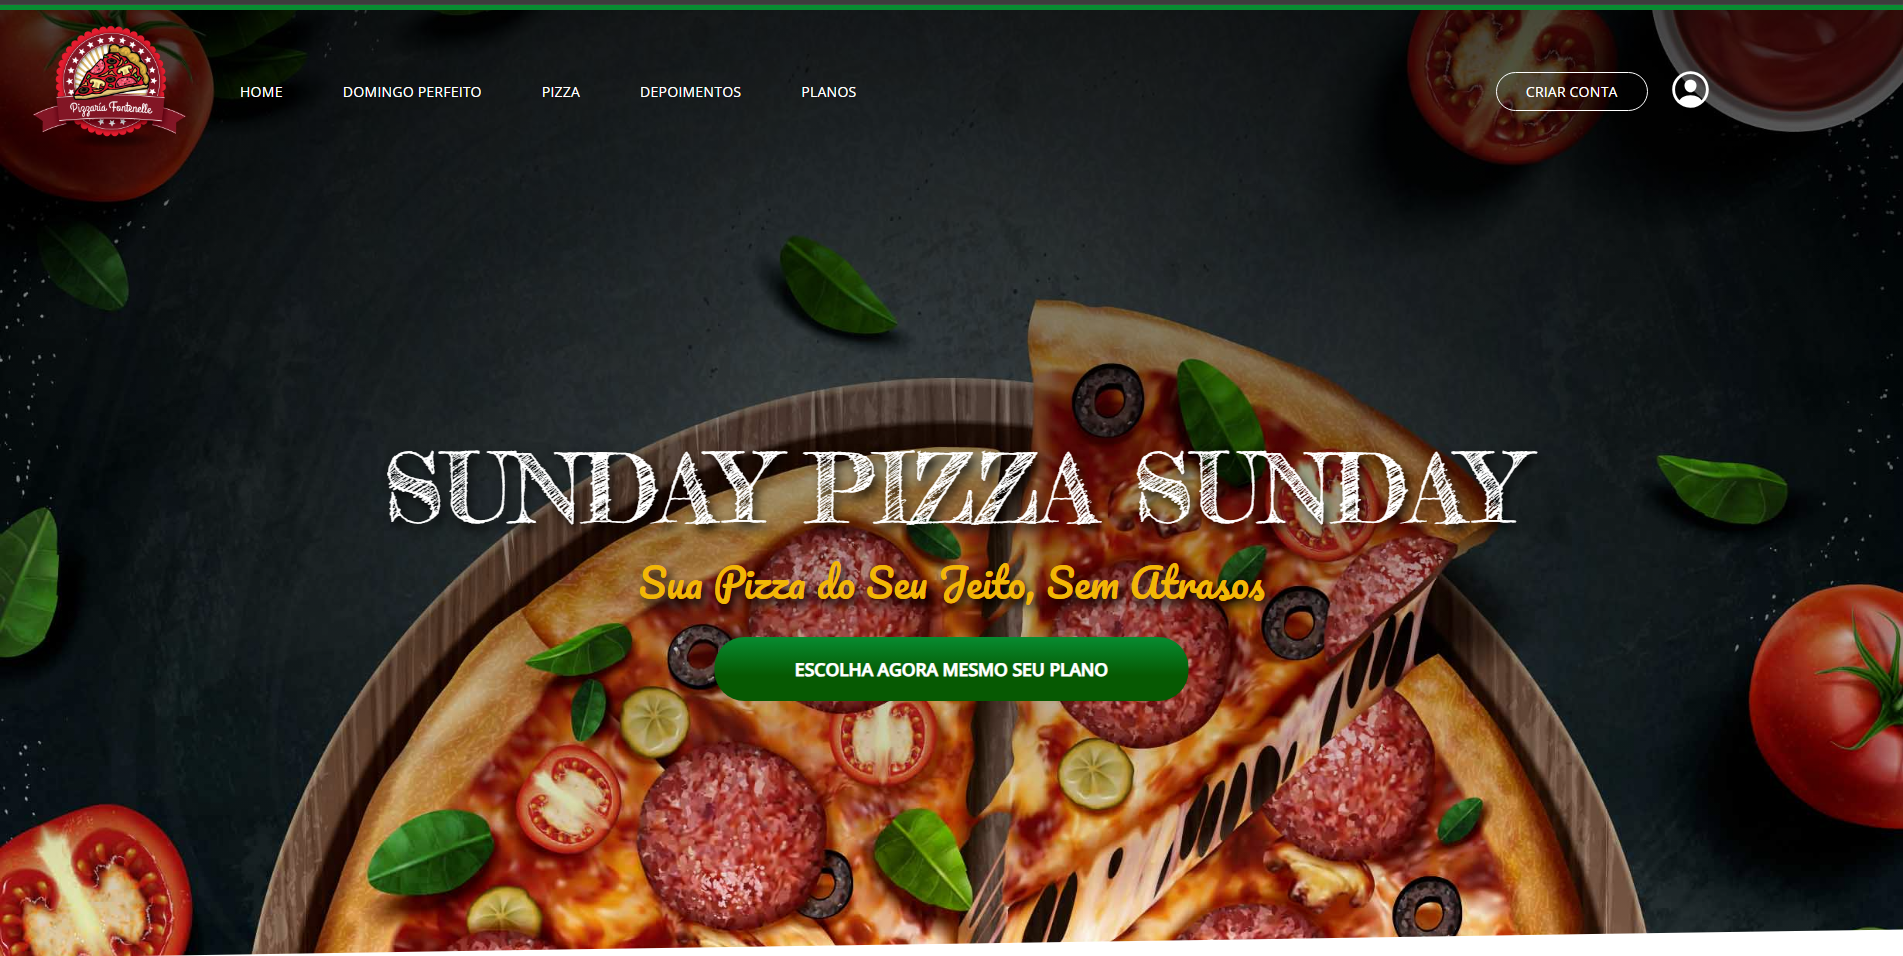 Pizzaria Fontenelle
HOME
DOMINGO PERFEITO
PIZZA
DEPOIMENTOS
PLANOS
CRIAR CONTA
SUNDAY PIZZA SUNDAY
Sua Pizza do Seu Jeito, Sem Atrasos
ESCOLHA AGORA MESMO SEU PLANO